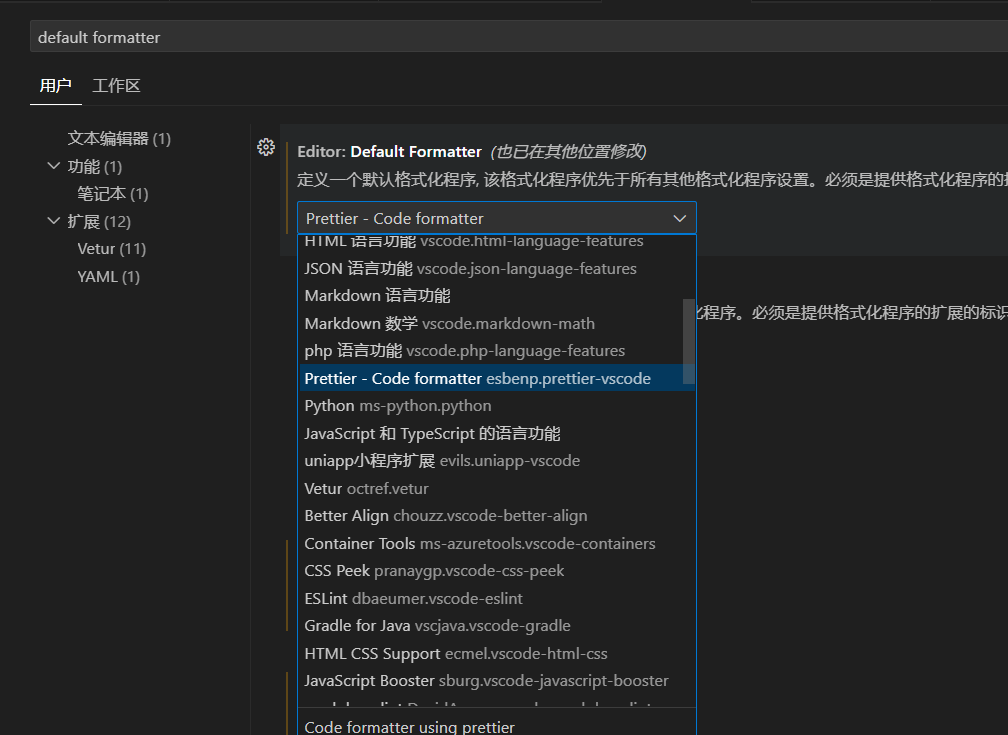 default formatter
用户 工作区
文本编辑器 (1)
功能 (1)
笔记本 (1)
扩展 (12)
Vetur (11)
YAML (1)
Editor: Default Formatter (也已在其他位置修改)
定义一个默认格式化程序, 该格式化程序优先于所有其他格式化程序设置。必须是提供格式化程序的
Prettier - Code formatter
HTML 语言功能 vscode.html-language-features
JSON 语言功能 vscode.json-language-features
Markdown 语言功能
Markdown 数学 vscode.markdown-math
化程序。必须是提供格式化程序的扩展的标识
php 语言功能 vscode.php-language-features
Prettier - Code formatter esbenp.prettier-vscode
Python ms-python.python
JavaScript 和 TypeScript 的语言功能
uniapp小程序扩展 evils.uniapp-vscode
Vetur octref.vetur
Better Align chouzz.vscode-better-align
Container Tools ms-azuretools.vscode-containers
CSS Peek pranaygp.vscode-css-peek
ESLint dbaeumer.vscode-eslint
Gradle for Java vscjava.vscode-gradle
HTML CSS Support ecmel.vscode-html-css
JavaScript Booster sburg.vscode-javascript-booster
Code formatter using prettier